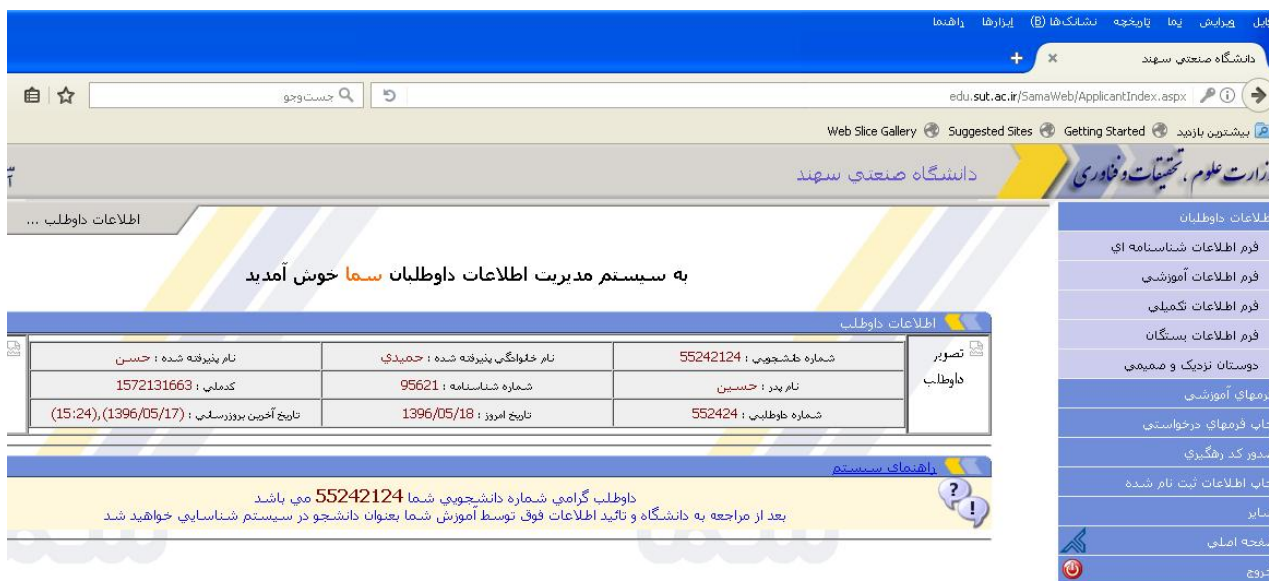 ویرایش نما تاریخچه نشانک‌ها (B) ابزارها راهنما
دانشگاه صنعتي سهند × +
edu.sut.ac.ir/SamaWeb/ApplicantIndex.aspx
جست‌وجو
بیشترین بازدید Getting Started Suggested Sites Web Slice Gallery
وزارت علوم ، تحقیقات و فناوری
دانشگاه صنعتي سهند
اطلاعات داوطلب ...
اطلاعات داوطلبان
فرم اطلاعات شناسنامه اي
فرم اطلاعات آموزشي
فرم اطلاعات تكميلي
فرم اطلاعات بستگان
دوستان نزديک و صميمي
فرمهاي آموزشي
چاپ فرمهاي درخواستي
صدور كد رهگيري
چاپ اطلاعات ثبت نام شده
ساير
صفحه اصلي
خروج
به سيستم مديريت اطلاعات داوطلبان سما خوش آمديد
اطلاعات داوطلب
تصوير داوطلب
شماره دانشجويي : 55242124 نام خانوادگي پذيرفته شده : حميدي نام پذيرفته شده : حسن
نام پدر : حسين شماره شناسنامه : 95621 كدملي : 1572131663
شماره داوطلبي : 552424 تاريخ امروز : 1396/05/18 تاريخ آخرين بروزرساني : (1396/05/17),(15:24)
راهنماي سيستم
داوطلب گرامي شماره دانشجويي شما 55242124 مي باشد
بعد از مراجعه به دانشگاه و تائيد اطلاعات فوق توسط آموزش شما بعنوان دانشجو در سيستم شناسايي خواهيد شد
سما سما